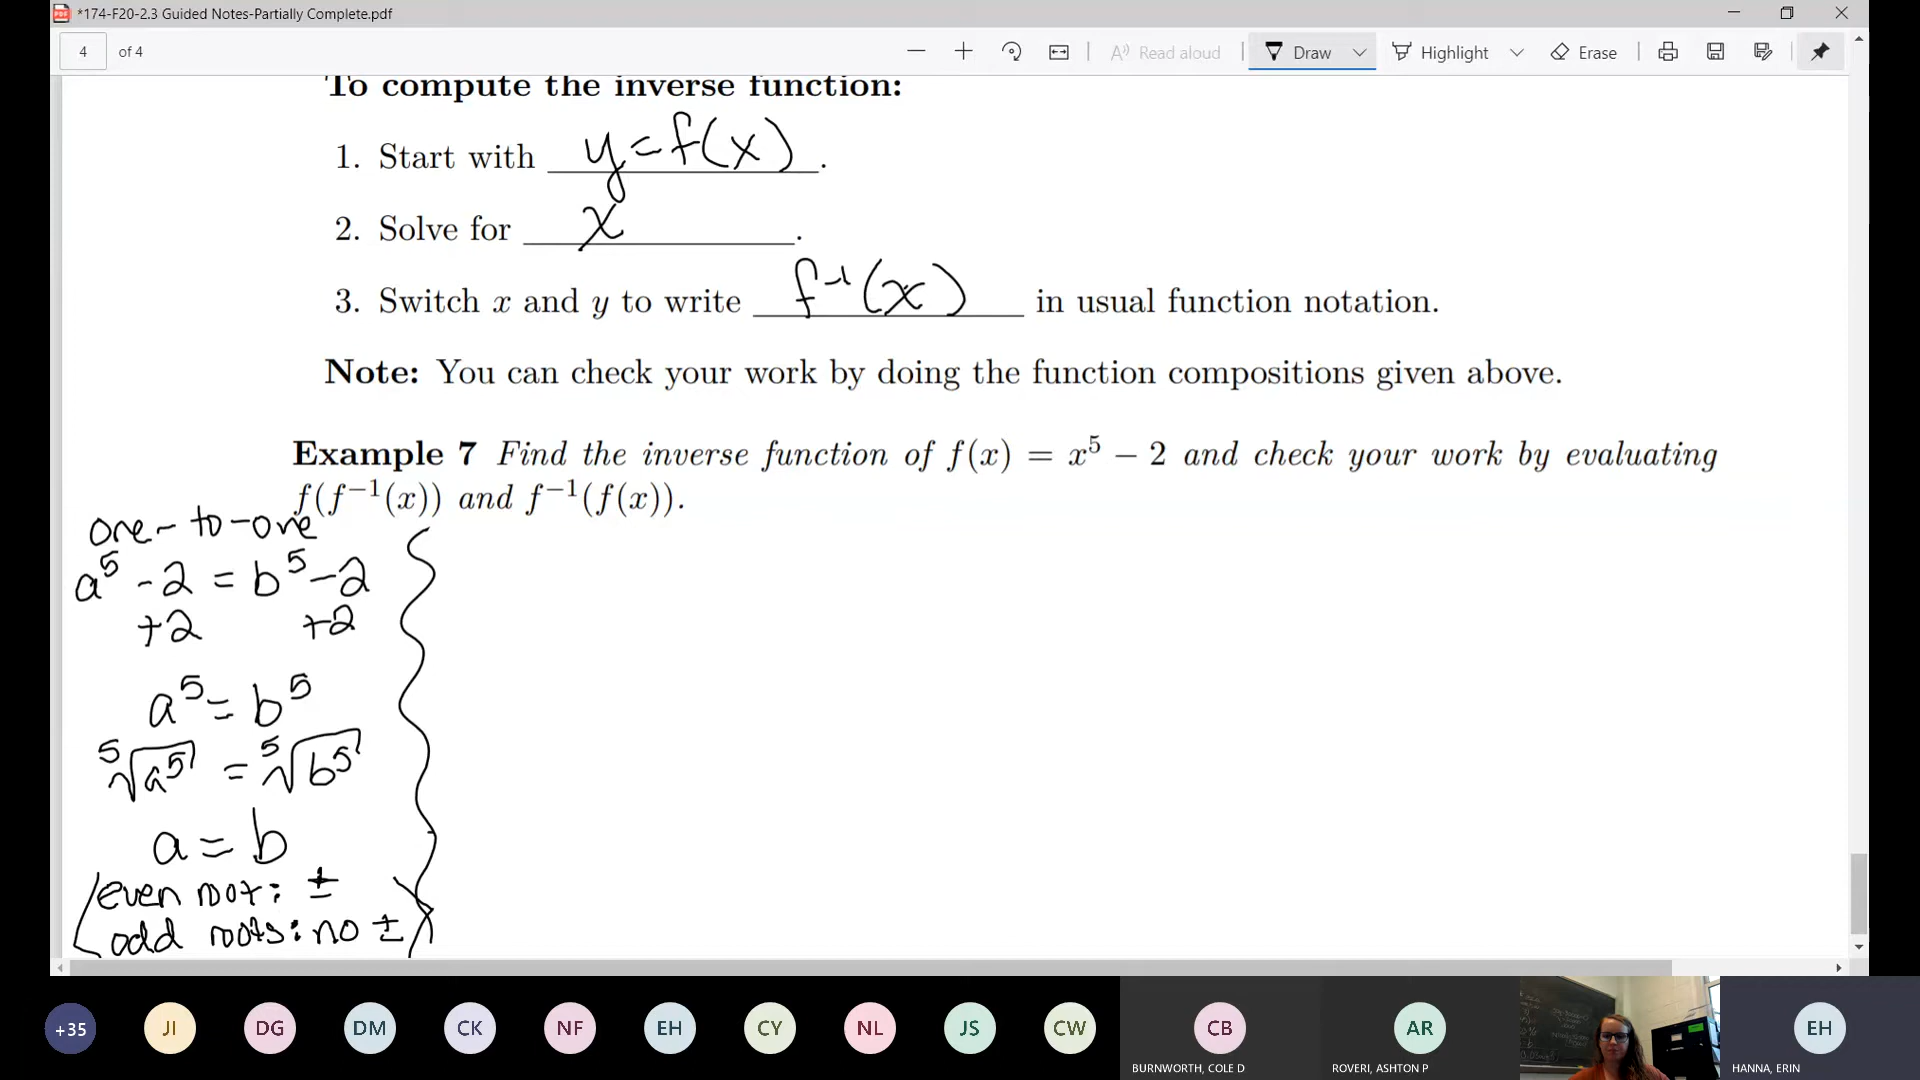 *174-F20-2.3 Guided Notes-Partially Complete.pdf
4 of 4 Read aloud Draw Highlight Erase
To compute the inverse function:
1. Start with y=f(x).
2. Solve for x.
3. Switch x and y to write f⁻¹(x) in usual function notation.
Note: You can check your work by doing the function compositions given above.
Example 7 Find the inverse function of f(x) = x⁵ − 2 and check your work by evaluating
f(f⁻¹(x)) and f⁻¹(f(x)).
one-to-one
a⁵ - 2 = b⁵ - 2
+2 +2
a⁵ = b⁵
⁵√a⁵ = ⁵√b⁵
a = b
even root: ±
odd roots: no ±
+35 JI DG DM CK NF EH CY NL JS CW CB AR EH
BURNWORTH, COLE D ROVERI, ASHTON P HANNA, ERIN